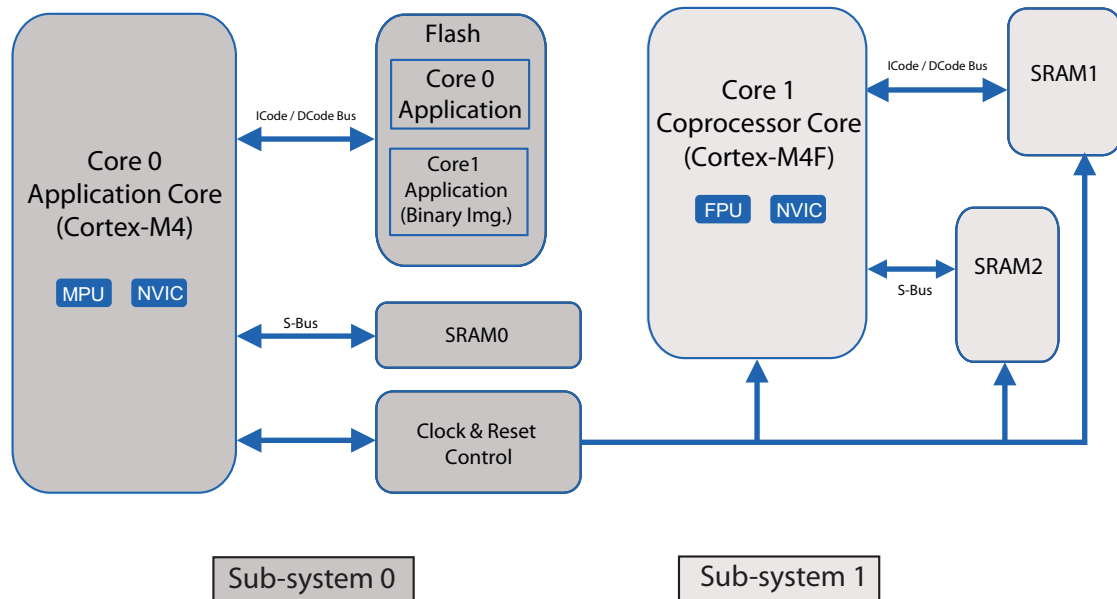 Core 0
Application Core
(Cortex-M4)
MPU
NVIC
ICode / DCode Bus
Flash
Core 0
Application
Core1
Application
(Binary Img.)
S-Bus
SRAM0
Clock & Reset
Control
Core 1
Coprocessor Core
(Cortex-M4F)
FPU
NVIC
ICode / DCode Bus
SRAM1
S-Bus
SRAM2
Sub-system 0
Sub-system 1